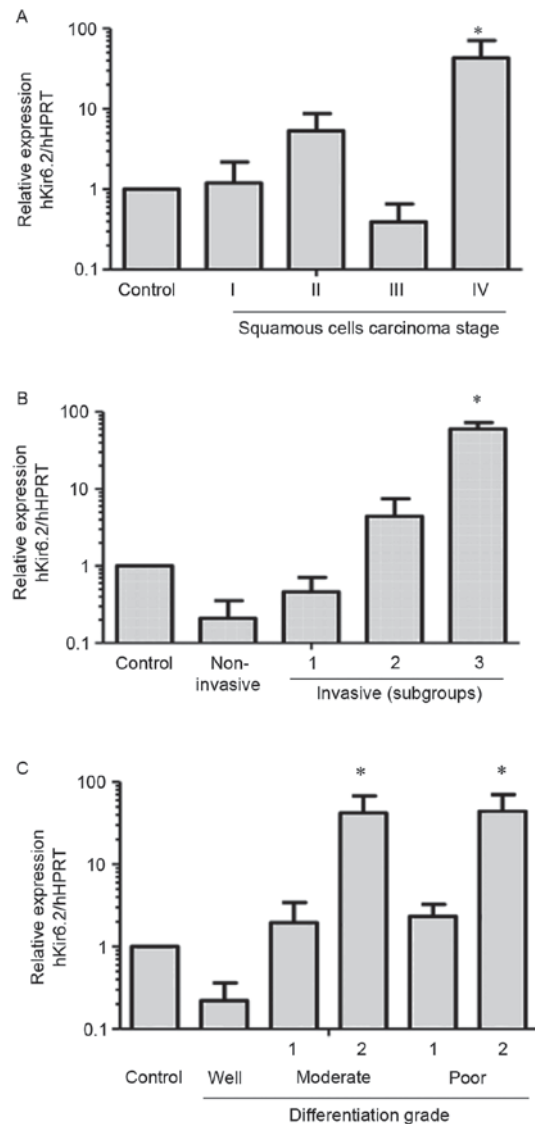 A
Relative expression
hKir6.2/hHPRT
100
10
1
0.1
*
Control I II III IV
Squamous cells carcinoma stage
B
Relative expression
hKir6.2/hHPRT
100
10
1
0.1
*
Control Non-
invasive
1 2 3
Invasive (subgroups)
C
Relative expression
hKir6.2/hHPRT
100
10
1
0.1
* *
1 2 1 2
Control Well Moderate Poor
Differentiation grade